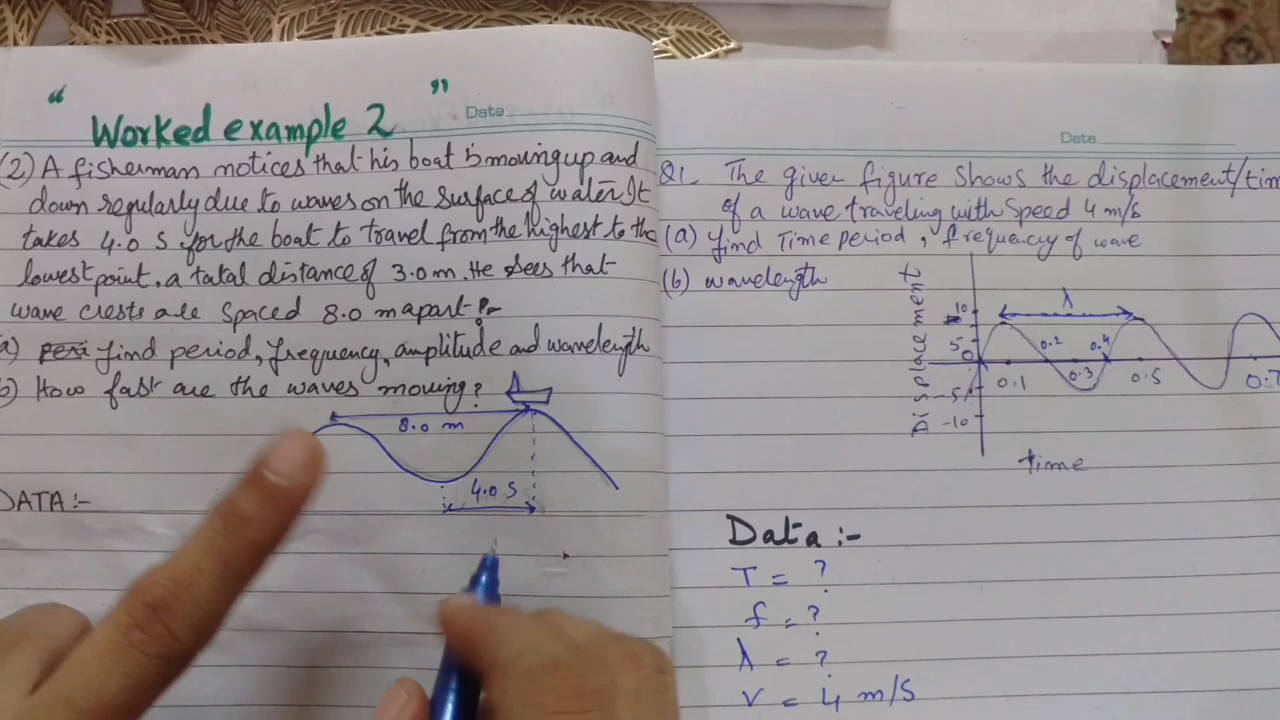 “ Worked example 2 ”
Date
(2) A fisherman notices that his boat is moving up and
down regularly due to waves on the surface of water. It
takes 4.0 s for the boat to travel from the highest to the
lowest point, a total distance of 3.0 m. He sees that
wave crests are spaced 8.0 m apart.
a) find period, frequency, amplitude and wavelength
b) How fast are the waves moving?
8.0 m
4.0 s
DATA:-
Date
Q1 The given figure shows the displacement/tim
of a wave traveling with speed 4 m/s
(a) find Time period, frequency of wave
(b) wavelength
Displacement
λ
10
5
0
-5
-10
0.1
0.2
0.3
0.4
0.5
0.7
time
Data :-
T = ?
f = ?
λ = ?
V = 4 m/s